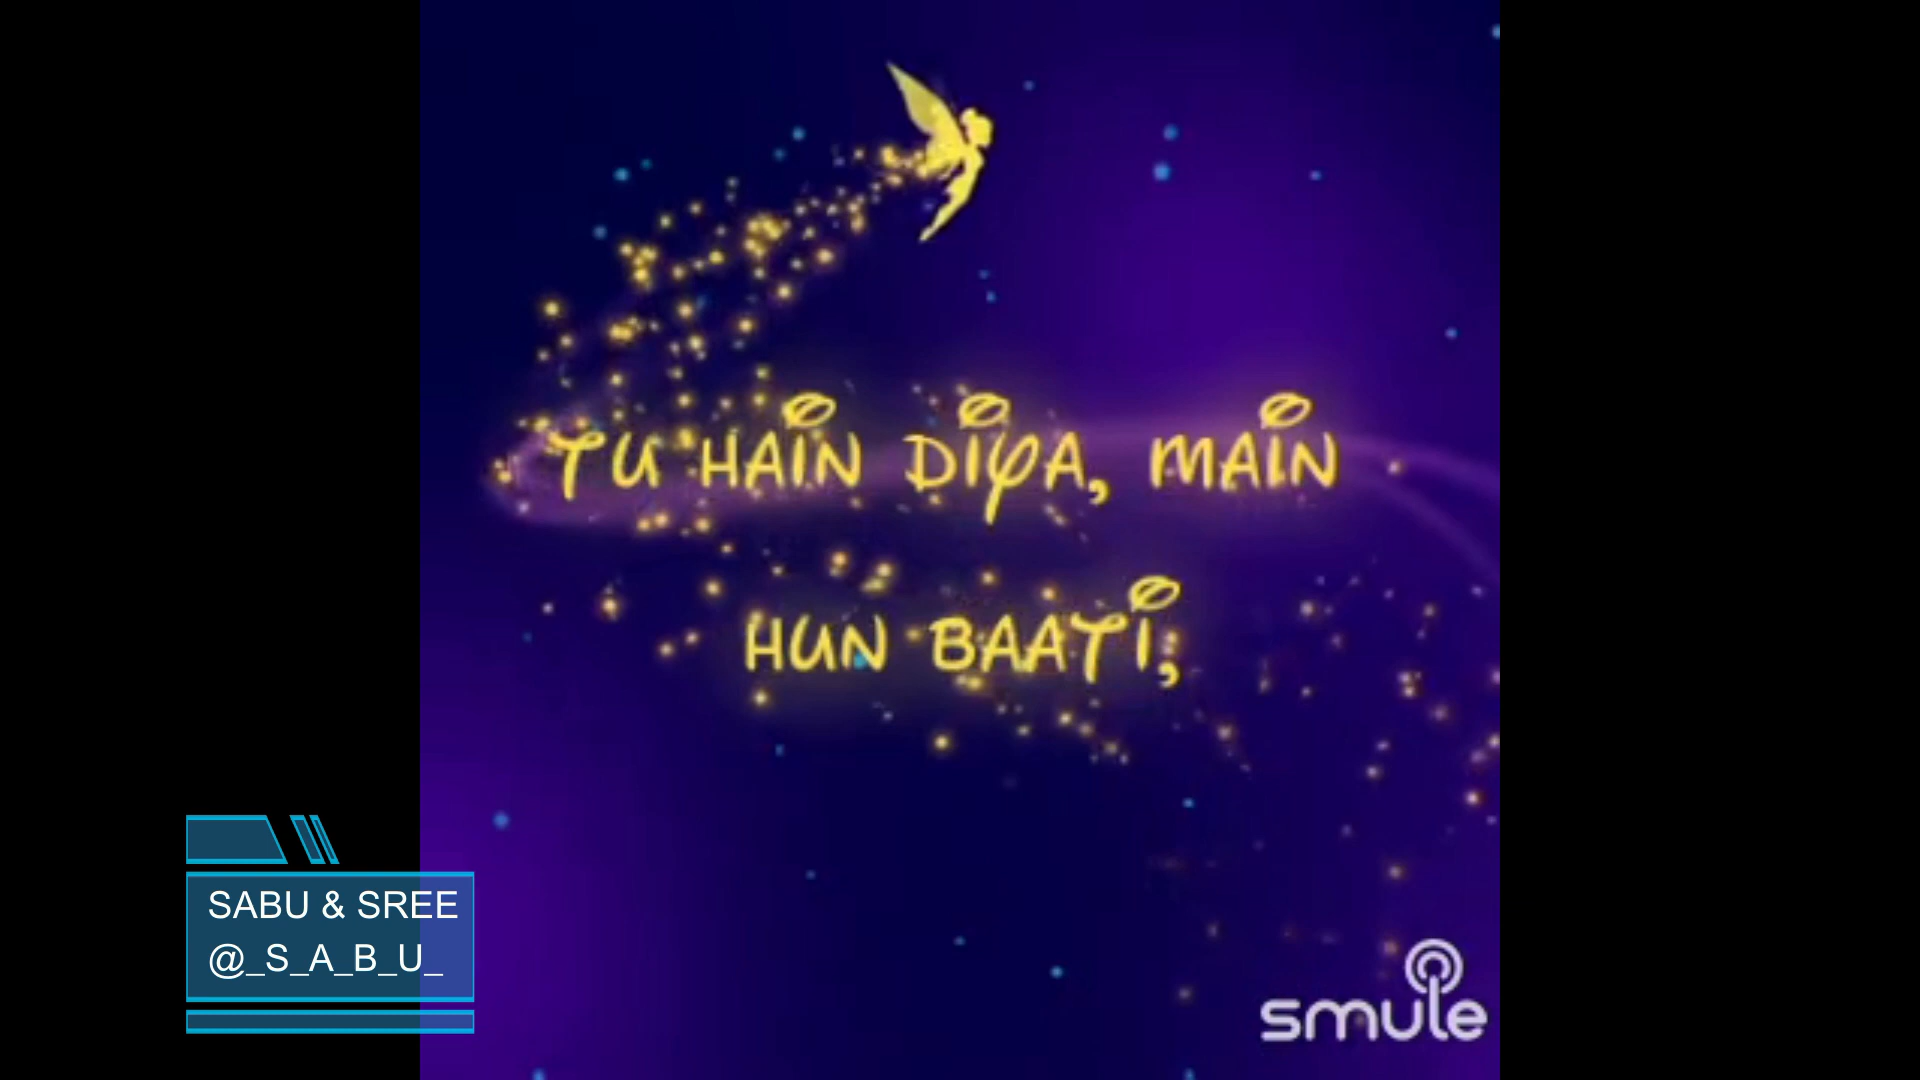 TU HAIN DIYA, MAIN
HUN BAATI;
SABU & SREE
@_S_A_B_U_
smule